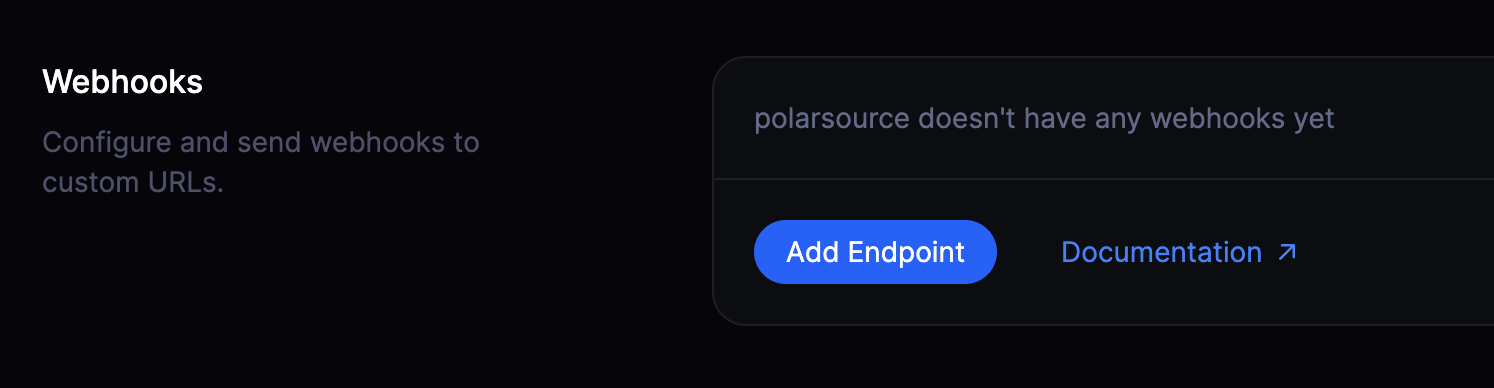 Webhooks
Configure and send webhooks to
custom URLs.
polarsource doesn't have any webhooks yet
Add Endpoint
Documentation ↗